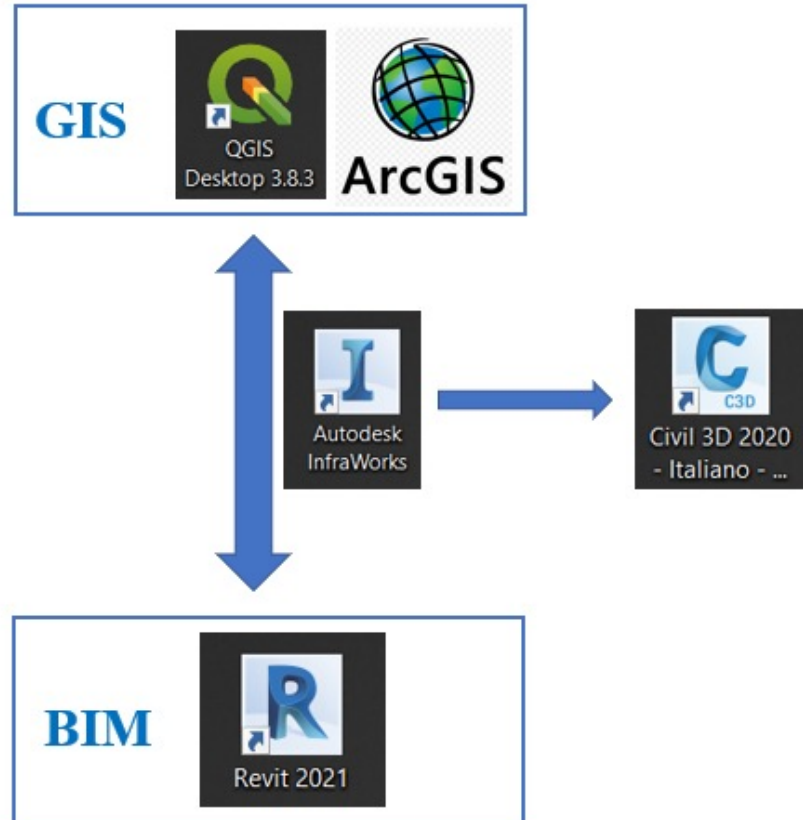 GIS
QGIS
Desktop 3.8.3
ArcGIS
I
Autodesk
InfraWorks
C
C3D
Civil 3D 2020
- Italiano - ...
BIM
R
Revit 2021